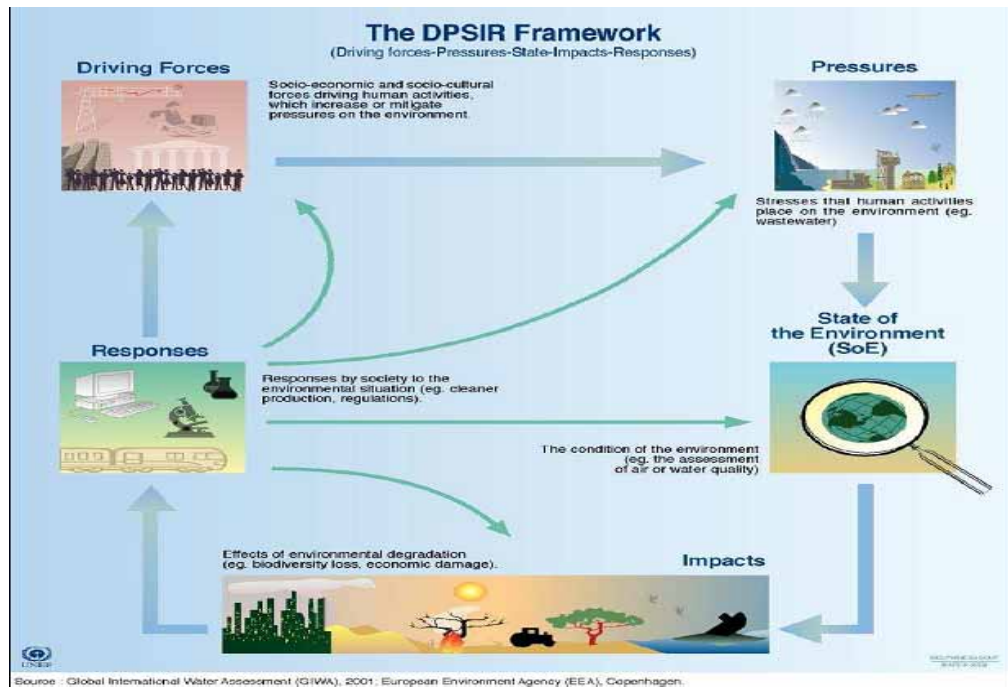 The DPSIR Framework
(Driving forces-Pressures-State-Impacts-Responses)
Driving Forces
Socio-economic and socio-cultural
forces driving human activities,
which increase or mitigate
pressures on the environment.
Pressures
Stresses that human activities
place on the environment (eg.
wastewater)
State of
the Environment
(SoE)
Responses
Responses by society to the
environmental situation (eg. cleaner
production, regulations).
The condition of the environment
(eg. the assessment
of air or water quality)
Effects of environmental degradation
(eg. biodiversity loss, economic damage).
Impacts
UNEP
Source : Global International Water Assessment (GIWA), 2001; European Environment Agency (EEA), Copenhagen.